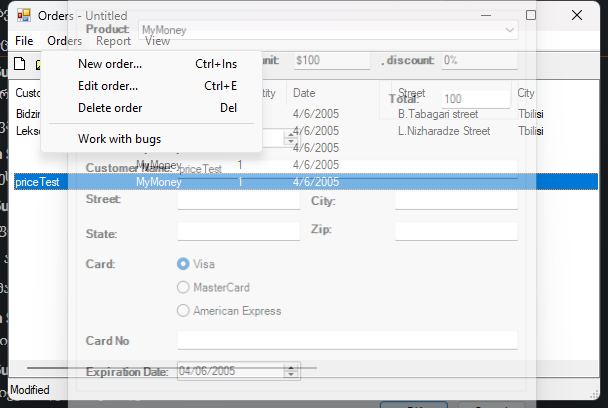 Orders - Untitled
Product: MyMoney
File Orders Report View
unit: $100 , discount: 0%
New order... Ctrl+Ins
Edit order... Ctrl+E
Delete order Del
Work with bugs
Date Street City
Total: 100
4/6/2005 B.Tabagari street Tbilisi
4/6/2005 L.Nizharadze Street Tbilisi
4/6/2005
MyMoney 1 4/6/2005
Customer Name: priceTest
priceTest MyMoney 1 4/6/2005
Street: City:
State: Zip:
Card: Visa
MasterCard
American Express
Card No
Expiration Date: 04/06/2005
Modified